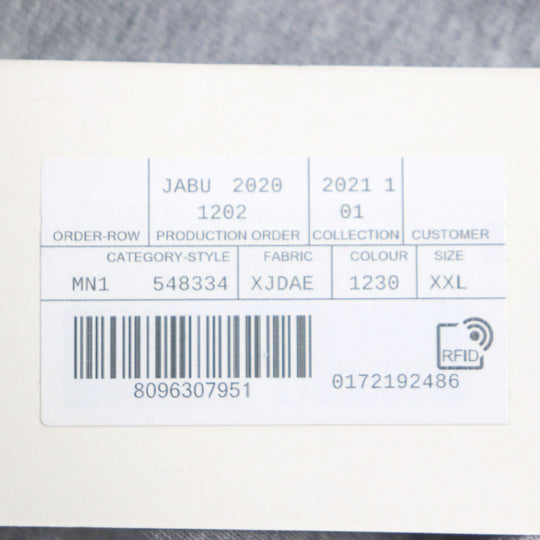 JABU 2020 2021 1
1202 01
ORDER-ROW PRODUCTION ORDER COLLECTION CUSTOMER
CATEGORY-STYLE FABRIC COLOUR SIZE
MN1 548334 XJDAE 1230 XXL
RFID
8096307951 0172192486